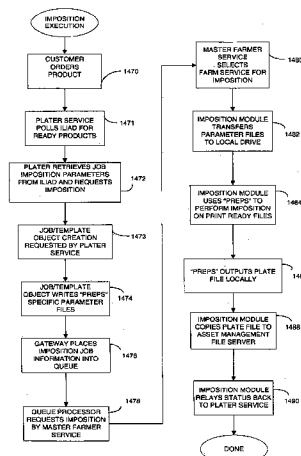 IMPOSITION
EXECUTION
CUSTOMER
ORDERS
PRODUCT
1470
PLATER SERVICE
POLLS ILIAD FOR
READY PRODUCTS
1471
PLATER RETRIEVES JOB
IMPOSITION PARAMETERS
FROM ILIAD AND REQUESTS
IMPOSITION
1472
JOB/TEMPLATE
OBJECT CREATION
REQUESTED BY PLATER
SERVICE
1473
JOB/TEMPLATE
OBJECT WRITES "PREPS"
SPECIFIC PARAMETER
FILES
1474
GATEWAY PLACES
IMPOSITION JOB
INFORMATION INTO
QUEUE
1476
QUEUE PROCESSOR
REQUESTS IMPOSITION
BY MASTER FARMER
SERVICE
1478
MASTER FARMER
SERVICE
SELECTS
FARM SERVICE FOR
IMPOSITION
1480
IMPOSITION MODULE
TRANSFERS
PARAMETER FILES
TO LOCAL DRIVE
1482
IMPOSITION MODULE
USES "PREPS" TO
PERFORM IMPOSITION
ON PRINT READY FILES
1484
"PREPS" OUTPUTS PLATE
FILE LOCALLY
IMPOSITION MODULE
COPIES PLATE FILE TO
ASSET MANAGEMENT
FILE SERVER
1488
IMPOSITION MODULE
RELAYS STATUS BACK
TO PLATER SERVICE
1490
DONE